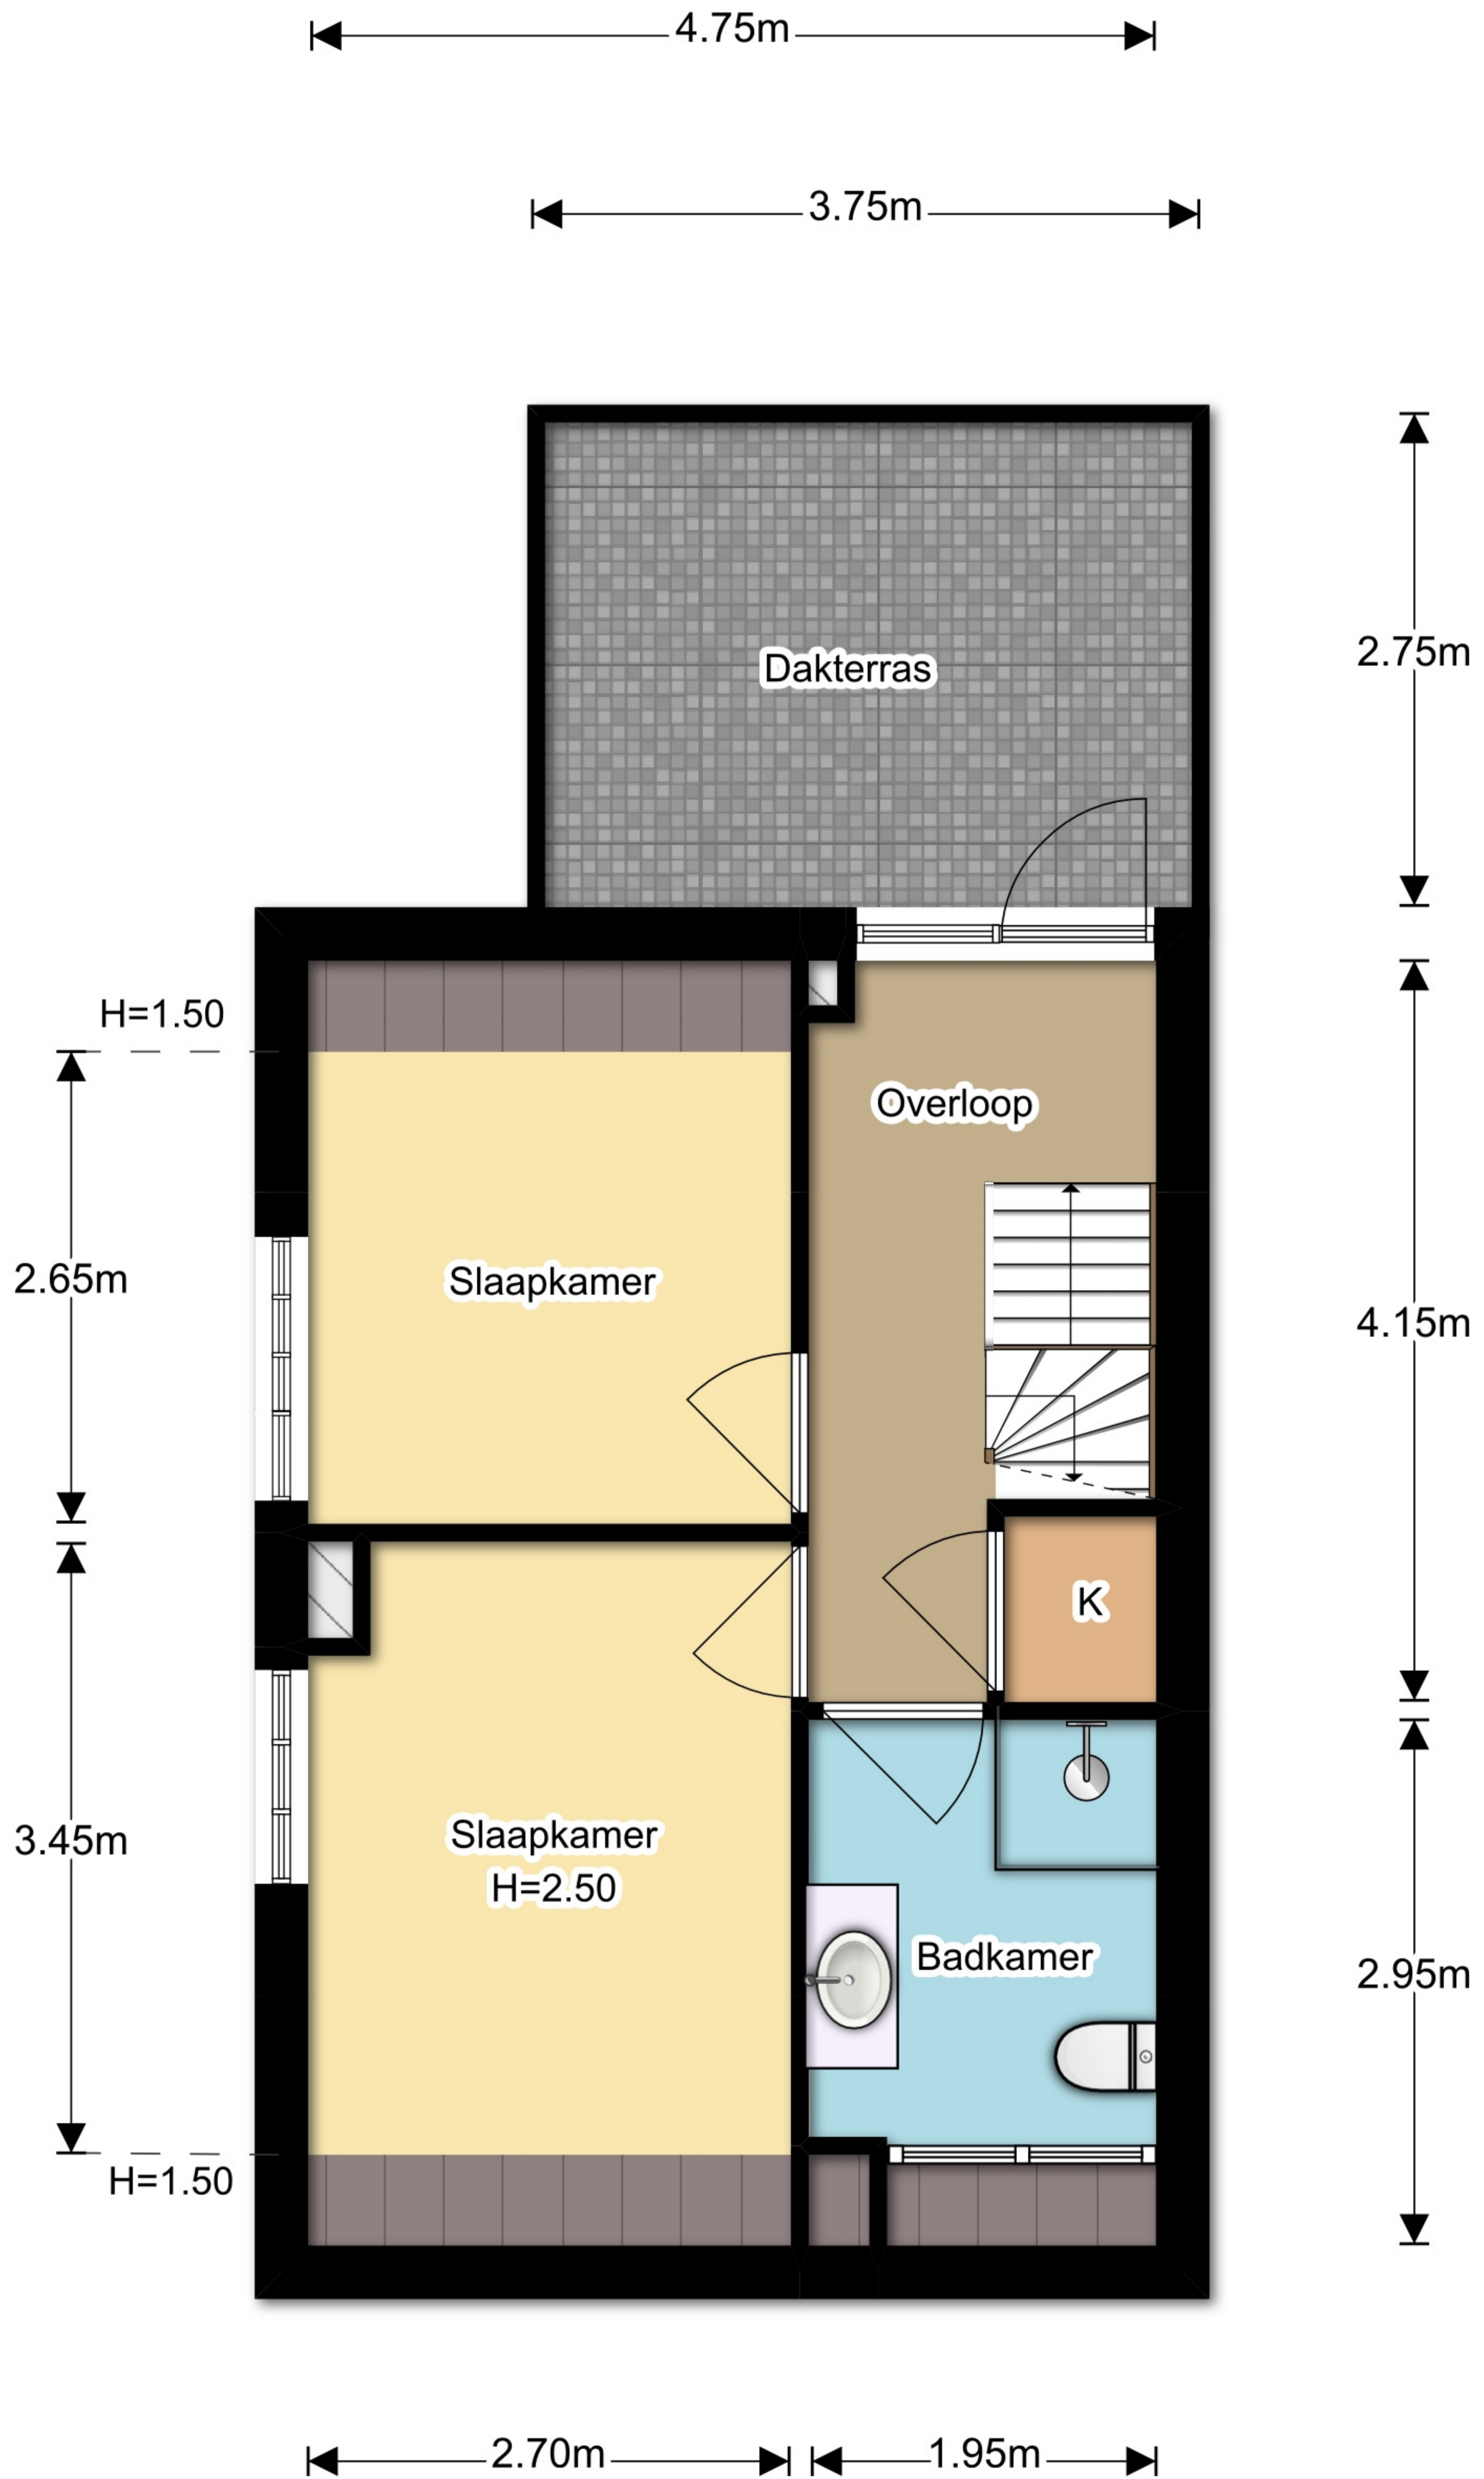 4.75m
3.75m
Dakterras
2.75m
H=1.50
Overloop
2.65m
Slaapkamer
4.15m
K
3.45m
Slaapkamer
H=2.50
Badkamer
2.95m
H=1.50
2.70m
1.95m